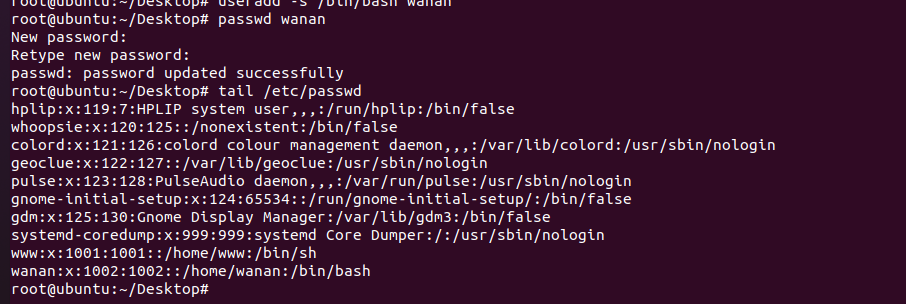 root@ubuntu:~/Desktop# useradd -s /bin/bash wanan
root@ubuntu:~/Desktop# passwd wanan
New password:
Retype new password:
passwd: password updated successfully
root@ubuntu:~/Desktop# tail /etc/passwd
hplip:x:119:7:HPLIP system user,,,:/run/hplip:/bin/false
whoopsie:x:120:125::/nonexistent:/bin/false
colord:x:121:126:colord colour management daemon,,,:/var/lib/colord:/usr/sbin/nologin
geoclue:x:122:127::/var/lib/geoclue:/usr/sbin/nologin
pulse:x:123:128:PulseAudio daemon,,,:/var/run/pulse:/usr/sbin/nologin
gnome-initial-setup:x:124:65534::/run/gnome-initial-setup/:/bin/false
gdm:x:125:130:Gnome Display Manager:/var/lib/gdm3:/bin/false
systemd-coredump:x:999:999:systemd Core Dumper:/:/usr/sbin/nologin
www:x:1001:1001::/home/www:/bin/sh
wanan:x:1002:1002::/home/wanan:/bin/bash
root@ubuntu:~/Desktop#